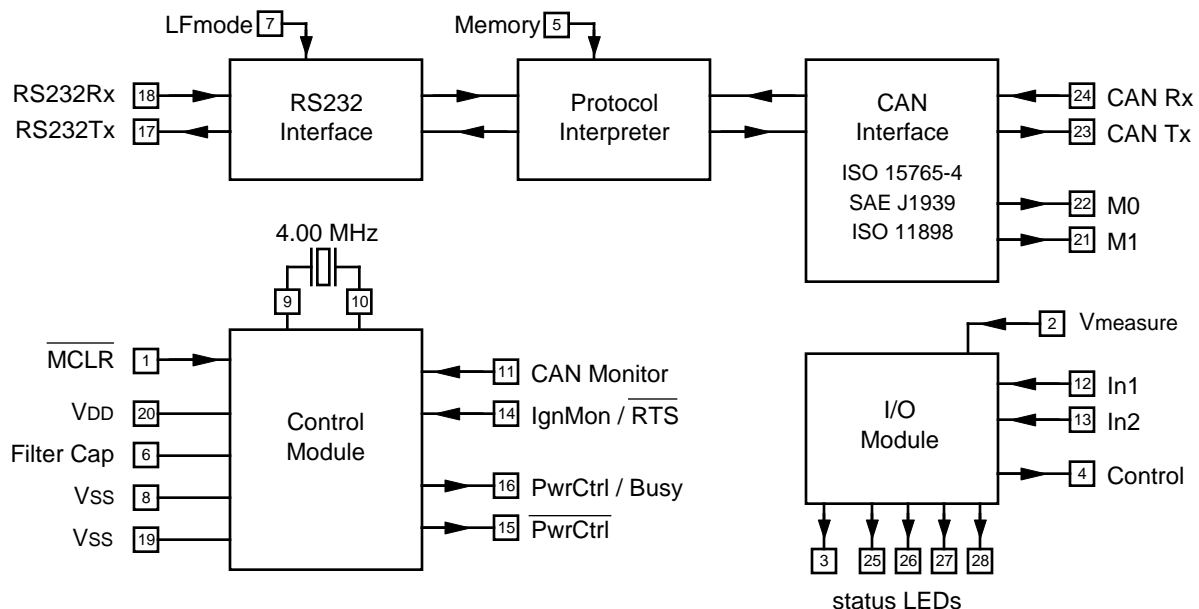 LFmode 7
Memory 5
RS232Rx 18
RS232Tx 17
RS232
Interface
Protocol
Interpreter
CAN
Interface
ISO 15765-4
SAE J1939
ISO 11898
24 CAN Rx
23 CAN Tx
22 M0
21 M1
4.00 MHz
9 10
MCLR 1
VDD 20
Filter Cap 6
VSS 8
VSS 19
Control
Module
11 CAN Monitor
14 IgnMon / RTS
16 PwrCtrl / Busy
15 PwrCtrl
2 Vmeasure
I/O
Module
12 In1
13 In2
4 Control
3 25 26 27 28
status LEDs